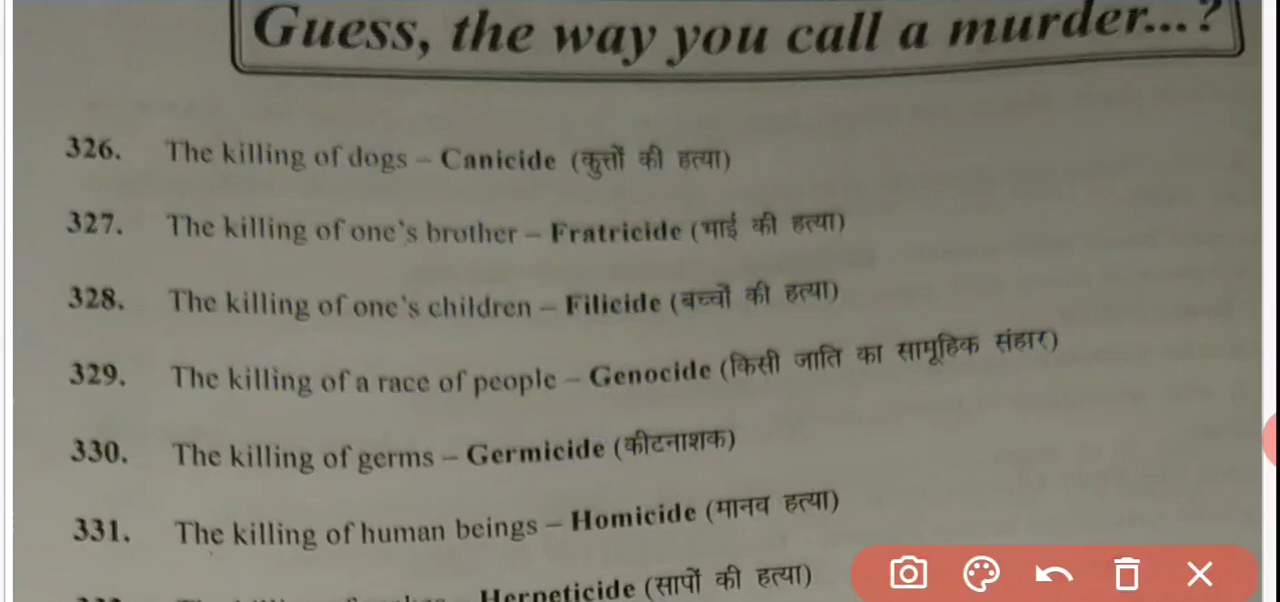 Guess, the way you call a murder...?
326. The killing of dogs – Canicide (कुत्तों की हत्या)
327. The killing of one's brother – Fratricide (भाई की हत्या)
328. The killing of one's children – Filicide (बच्चों की हत्या)
329. The killing of a race of people – Genocide (किसी जाति का सामूहिक संहार)
330. The killing of germs – Germicide (कीटनाशक)
331. The killing of human beings – Homicide (मानव हत्या)
– Herpeticide (सापों की हत्या)